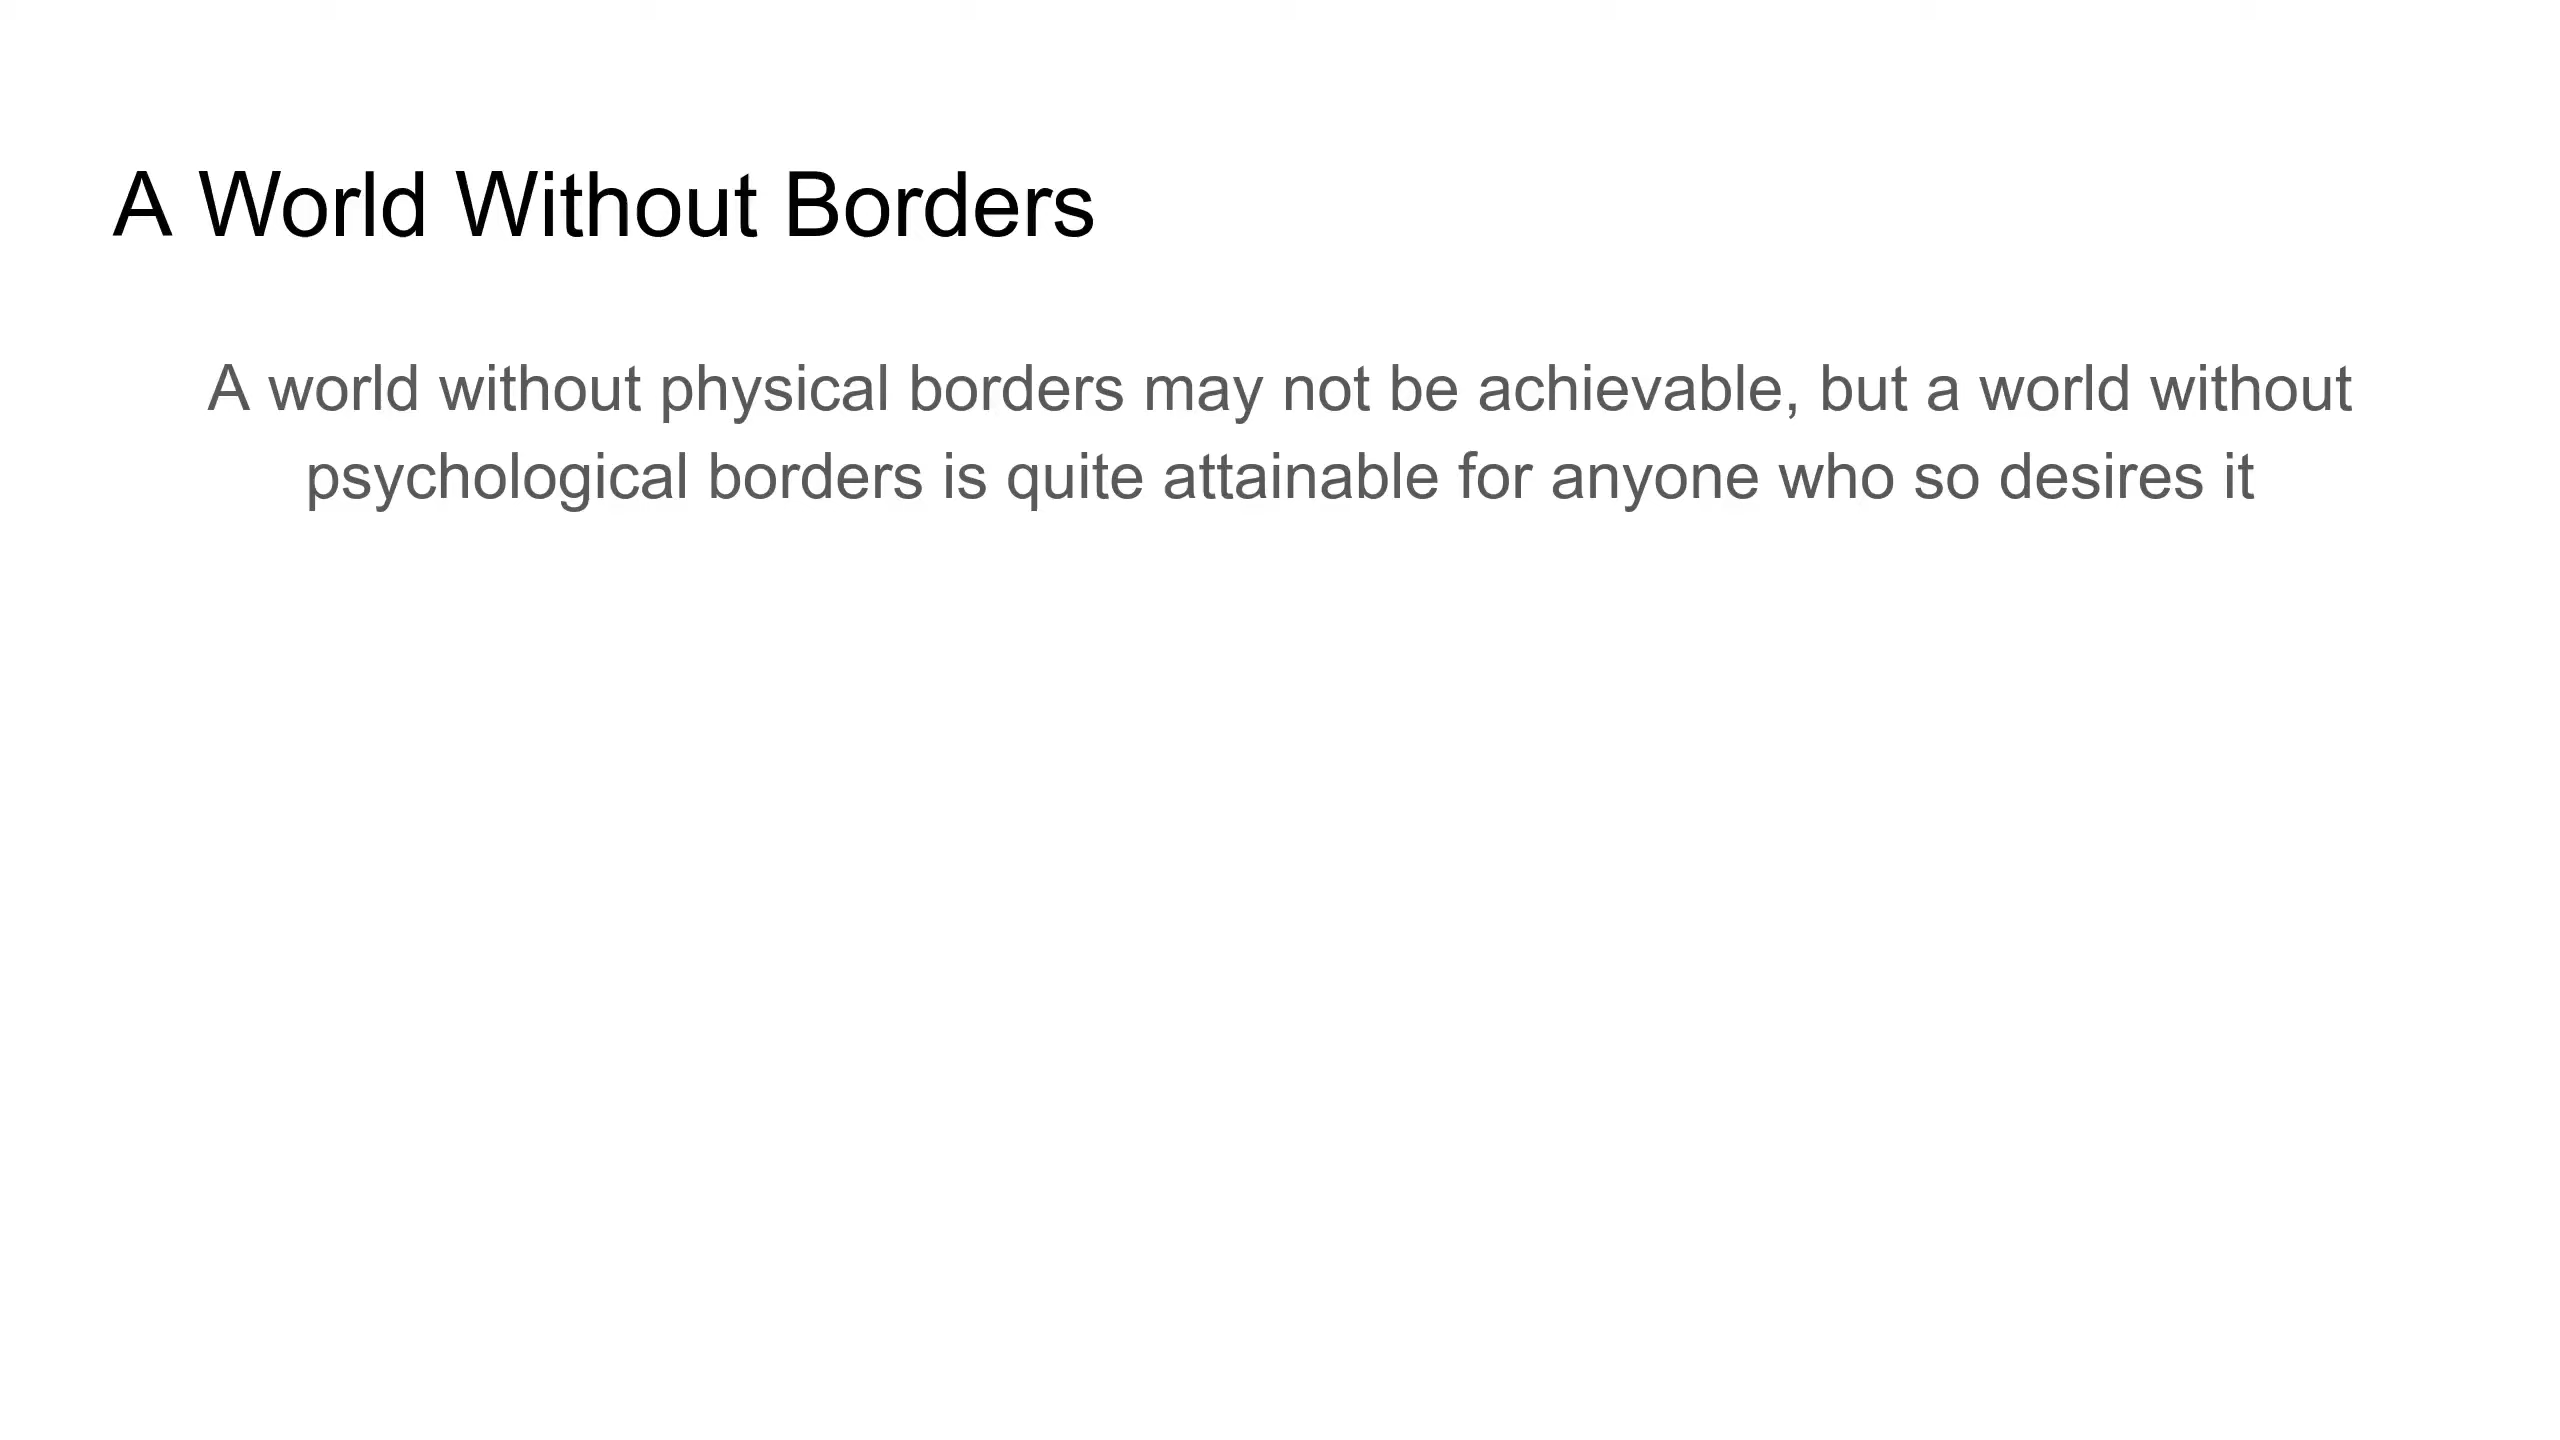 A World Without Borders
A world without physical borders may not be achievable, but a world without
psychological borders is quite attainable for anyone who so desires it